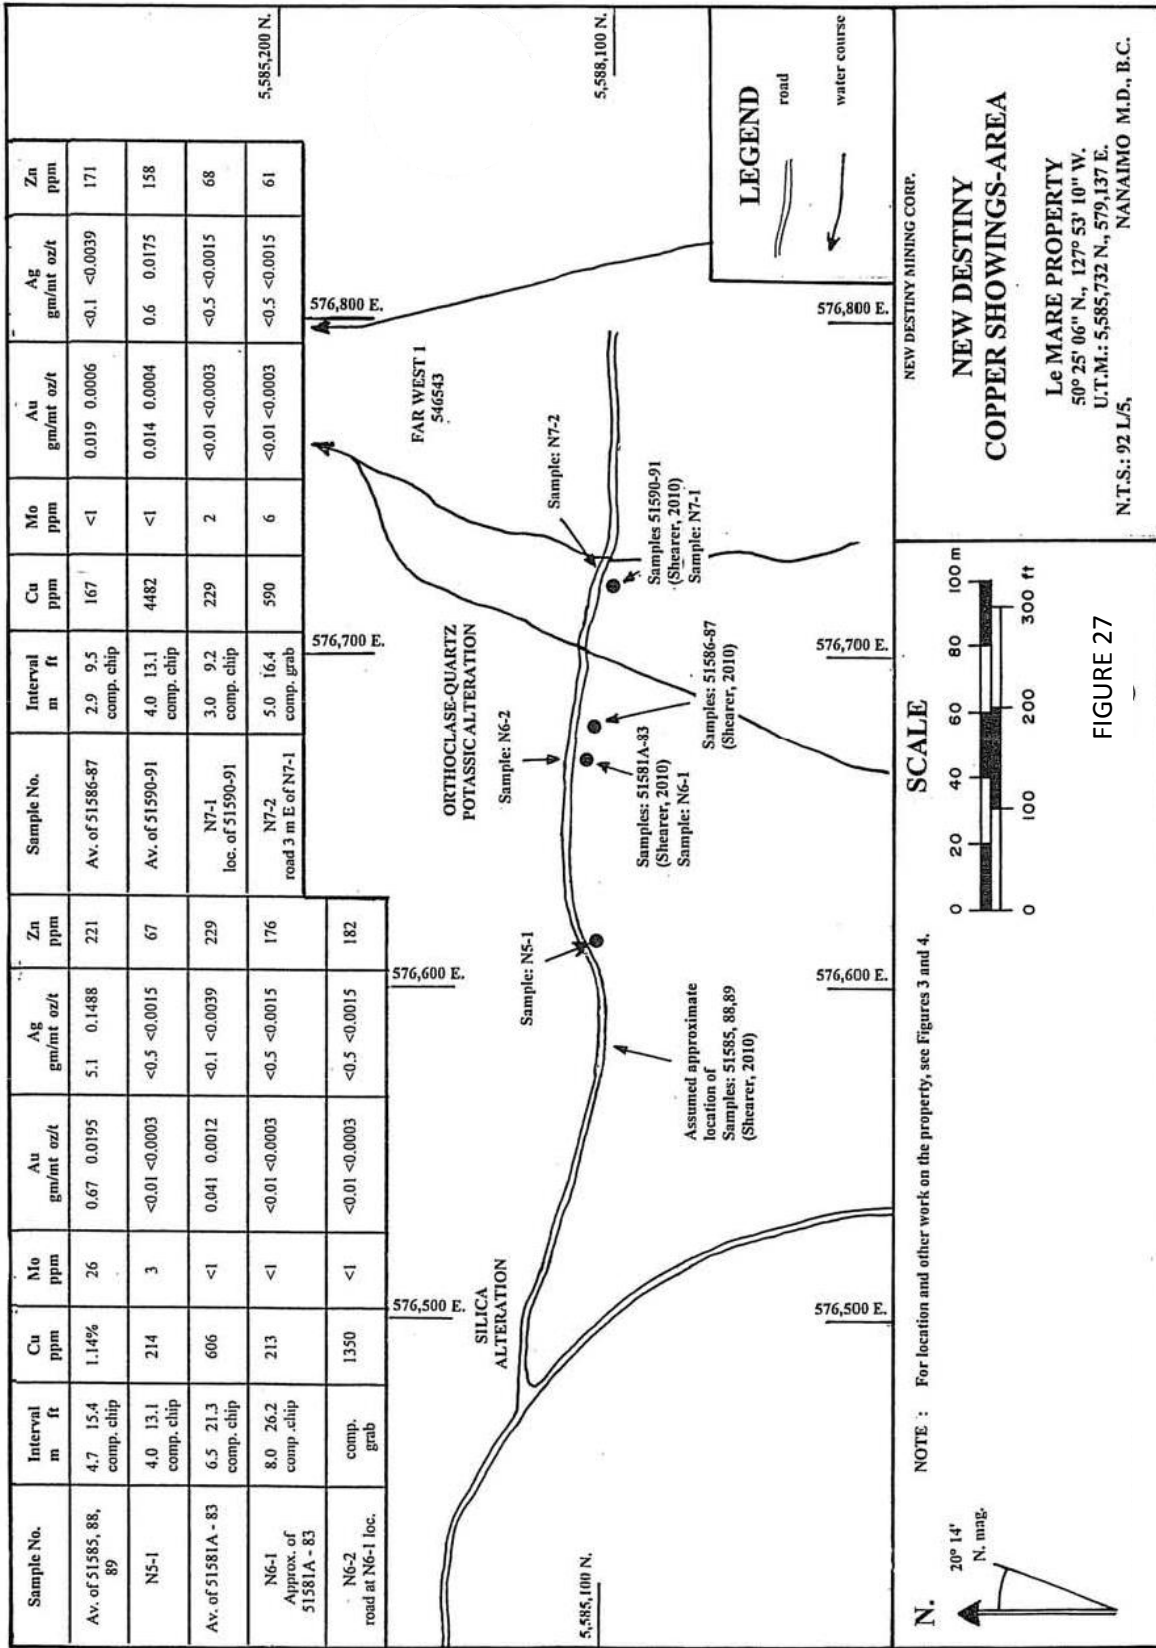 Sample No. Interval m ft Cu ppm Mo ppm Au gm/mt oz/t Ag gm/mt oz/t Zn ppm
Av. of 51585, 88, 89 4.7 15.4 comp. chip 1.14% 26 0.67 0.0195 5.1 0.1488 221
N5-1 4.0 13.1 comp. chip 214 3 <0.01 <0.0003 <0.5 <0.0015 67
Av. of 51581A - 83 6.5 21.3 comp. chip 606 <1 0.041 0.0012 <0.1 <0.0039 229
N6-1 Approx. of 51581A - 83 8.0 26.2 comp .chip 213 <1 <0.01 <0.0003 <0.5 <0.0015 176
N6-2 road at N6-1 loc. comp. grab 1350 <1 <0.01 <0.0003 <0.5 <0.0015 182
Sample No. Interval m ft Cu ppm Mo ppm Au gm/mt oz/t Ag gm/mt oz/t Zn ppm
Av. of 51586-87 2.9 9.5 comp. chip 167 <1 0.019 0.0006 <0.1 <0.0039 171
Av. of 51590-91 4.0 13.1 comp. chip 4482 <1 0.014 0.0004 0.6 0.0175 158
N7-1 loc. of 51590-91 3.0 9.2 comp. chip 229 2 <0.01 <0.0003 <0.5 <0.0015 68
N7-2 road 3 m E of N7-1 5.0 16.4 comp. grab 590 6 <0.01 <0.0003 <0.5 <0.0015 61
5,585,200 N.
576,500 E.
576,600 E.
576,700 E.
576,800 E.
FAR WEST 1
546543
SILICA
ALTERATION
ORTHOCLASE-QUARTZ
POTASSIC ALTERATION
Sample: N5-1
Sample: N6-2
Sample: N7-2
5,585,100 N.
5,588,100 N.
Assumed approximate
location of
Samples: 51585, 88,89
(Shearer, 2010)
Samples: 51581A-83
(Shearer, 2010)
Sample: N6-1
Samples: 51586-87
(Shearer, 2010)
Samples 51590-91
(Shearer, 2010)
Sample: N7-1
576,500 E.
576,600 E.
576,700 E.
576,800 E.
LEGEND
road
water course
N.
20° 14'
N. mag.
NOTE : For location and other work on the property, see Figures 3 and 4.
SCALE
0 20 40 60 80 100 m
0 100 200 300 ft
FIGURE 27
NEW DESTINY MINING CORP.
NEW DESTINY
COPPER SHOWINGS-AREA
Le MARE PROPERTY
50° 25' 06" N., 127° 53' 10" W.
U.T.M.: 5,585,732 N., 579,137 E.
N.T.S.: 92 L/5, NANAIMO M.D., B.C.